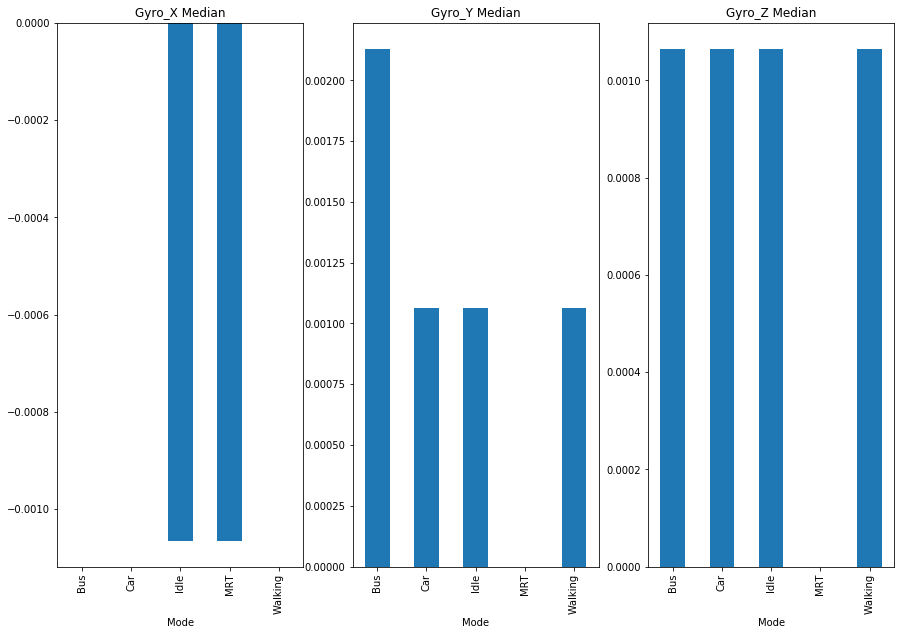 Gyro_X Median
0.0000
−0.0002
−0.0004
−0.0006
−0.0008
−0.0010
Bus
Car
Idle
MRT
Walking
Mode
Gyro_Y Median
0.00200
0.00175
0.00150
0.00125
0.00100
0.00075
0.00050
0.00025
0.00000
Bus
Car
Idle
MRT
Walking
Mode
Gyro_Z Median
0.0010
0.0008
0.0006
0.0004
0.0002
0.0000
Bus
Car
Idle
MRT
Walking
Mode